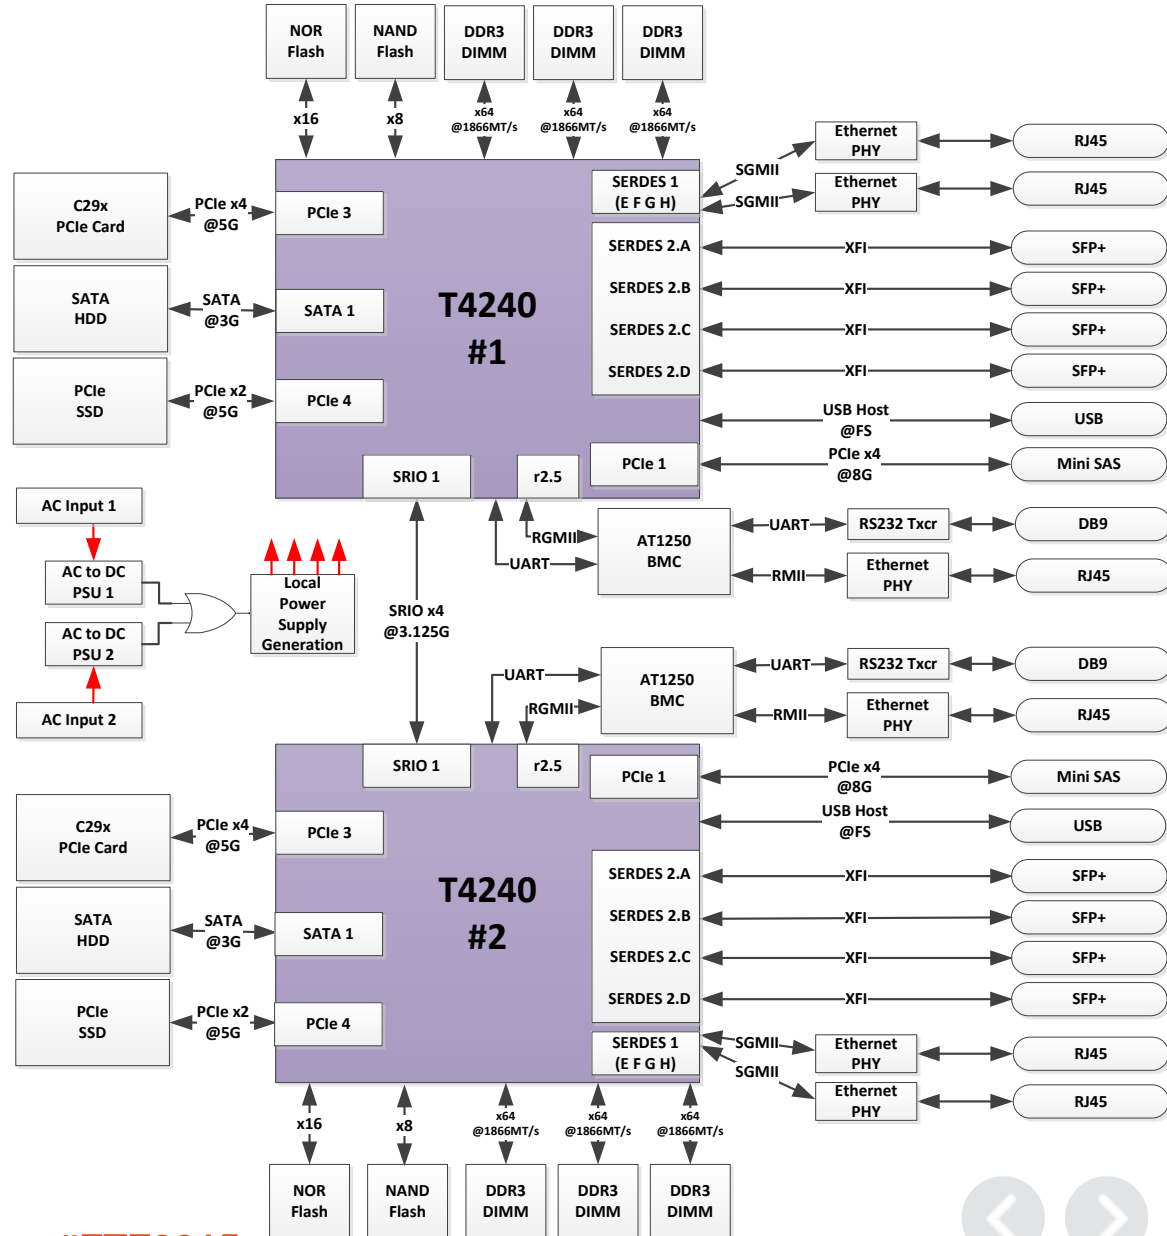 NOR
Flash
NAND
Flash
DDR3
DIMM
DDR3
DIMM
DDR3
DIMM
x16
x8
x64
@1866MT/s
x64
@1866MT/s
x64
@1866MT/s
C29x
PCIe Card
PCIe x4
@5G
PCIe 3
SATA
HDD
SATA
@3G
SATA 1
PCIe
SSD
PCIe x2
@5G
PCIe 4
T4240
#1
SERDES 1
(E F G H)
SGMII
Ethernet
PHY
RJ45
SGMII
Ethernet
PHY
RJ45
SERDES 2.A
XFI
SFP+
SERDES 2.B
XFI
SFP+
SERDES 2.C
XFI
SFP+
SERDES 2.D
XFI
SFP+
USB Host
@FS
USB
PCIe 1
PCIe x4
@8G
Mini SAS
SRIO 1
r2.5
RGMII
UART
AT1250
BMC
UART
RS232 Txcr
DB9
RMII
Ethernet
PHY
RJ45
AC Input 1
AC to DC
PSU 1
AC to DC
PSU 2
AC Input 2
Local
Power
Supply
Generation
SRIO x4
@3.125G
UART
RGMII
AT1250
BMC
UART
RS232 Txcr
DB9
RMII
Ethernet
PHY
RJ45
SRIO 1
r2.5
PCIe 1
PCIe x4
@8G
Mini SAS
USB Host
@FS
USB
C29x
PCIe Card
PCIe x4
@5G
PCIe 3
SATA
HDD
SATA
@3G
SATA 1
PCIe
SSD
PCIe x2
@5G
PCIe 4
T4240
#2
SERDES 2.A
XFI
SFP+
SERDES 2.B
XFI
SFP+
SERDES 2.C
XFI
SFP+
SERDES 2.D
XFI
SFP+
SERDES 1
(E F G H)
SGMII
Ethernet
PHY
RJ45
SGMII
Ethernet
PHY
RJ45
x16
x8
x64
@1866MT/s
x64
@1866MT/s
x64
@1866MT/s
NOR
Flash
NAND
Flash
DDR3
DIMM
DDR3
DIMM
DDR3
DIMM